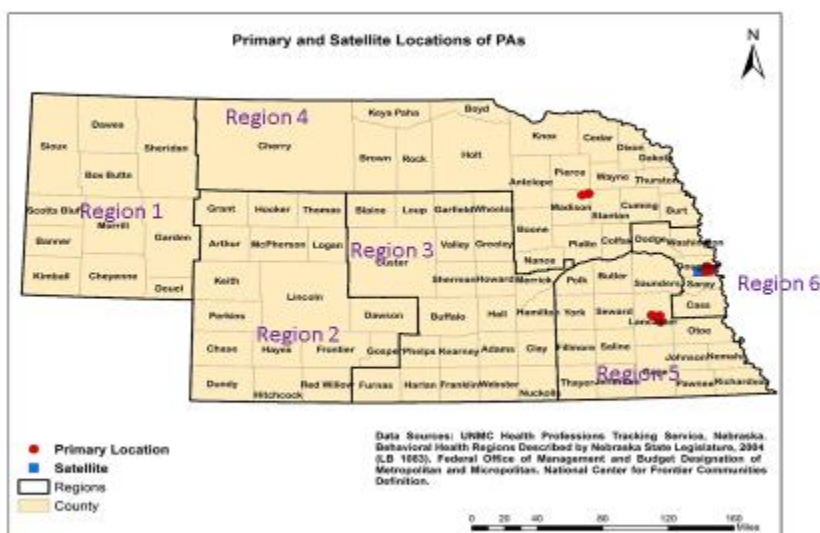 Primary and Satellite Locations of PAs
N
Region 4
Keya Paha
Boyd
Dawes
Sioux
Sheridan
Cherry
Brown
Rock
Holt
Knox
Cedar
Dixon
Dakota
Box Butte
Antelope
Pierce
Wayne
Thurston
Scotts Bluff
Region 1
Morrill
Garden
Grant
Hooker
Thomas
Blaine
Loup
Garfield
Wheeler
Madison
Stanton
Cuming
Burt
Banner
Arthur
McPherson
Logan
Region 3
Custer
Valley
Greeley
Boone
Platte
Colfax
Dodge
Washington
Nance
Kimball
Cheyenne
Deuel
Keith
Lincoln
Sherman
Howard
Merrick
Polk
Butler
Saunders
Sarpy
Region 6
Perkins
Dawson
Buffalo
Hall
Hamilton
York
Seward
Cass
Region 2
Otoe
Chase
Hayes
Frontier
Gosper
Phelps
Kearney
Adams
Clay
Fillmore
Saline
Region 5
Johnson
Nemaha
Dundy
Hitchcock
Red Willow
Furnas
Harlan
Franklin
Webster
Nuckolls
Thayer
Pawnee
Richardson
Primary Location
Satellite
Regions
County
Data Sources: UNMC Health Professions Tracking Service, Nebraska.
Behavioral Health Regions Described by Nebraska State Legislature, 2004
(LB 1083). Federal Office of Management and Budget Designation of
Metropolitan and Micropolitan. National Center for Frontier Communities
Definition.
0 20 40 80 120 160
Miles